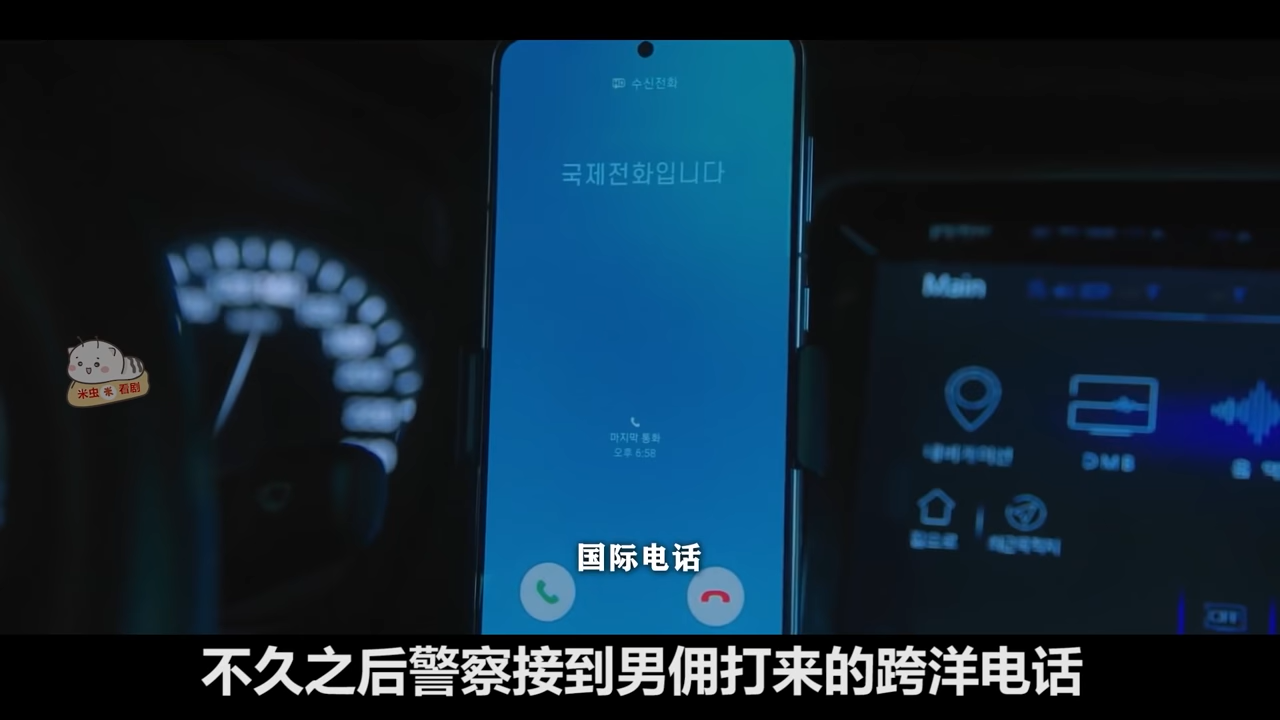 수신전화
국제전화입니다
마지막 통화
오후 6:58
Main
DMB
米虫 看剧
国际电话
不久之后警察接到男佣打来的跨洋电话